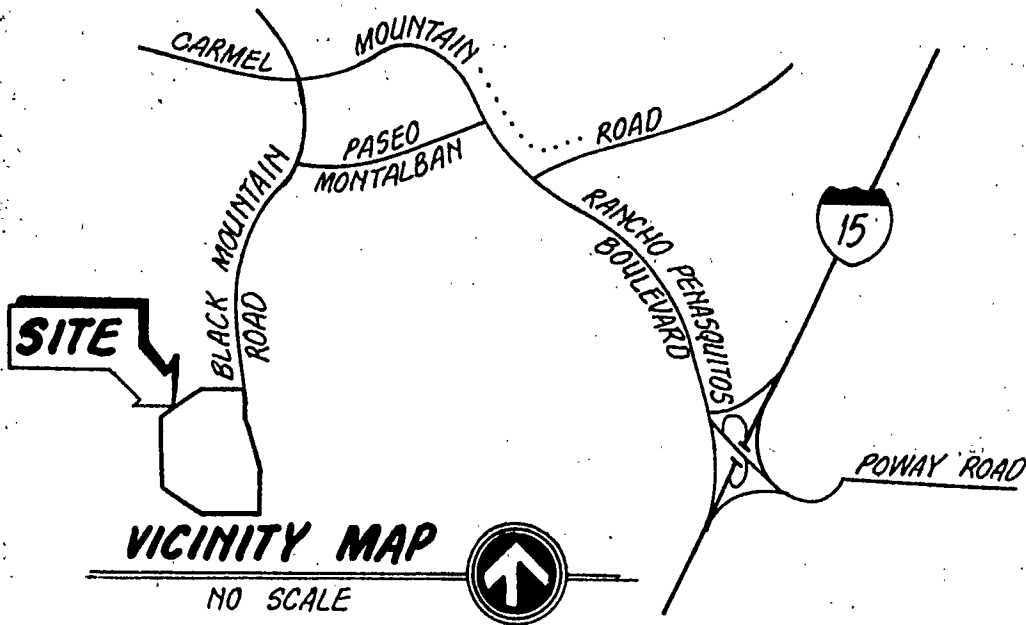 CARMEL MOUNTAIN ROAD
PASEO
MONTALBAN
BLACK MOUNTAIN
ROAD
RANCHO PENASQUITOS
BOULEVARD
15
SITE
POWAY ROAD
VICINITY MAP
NO SCALE